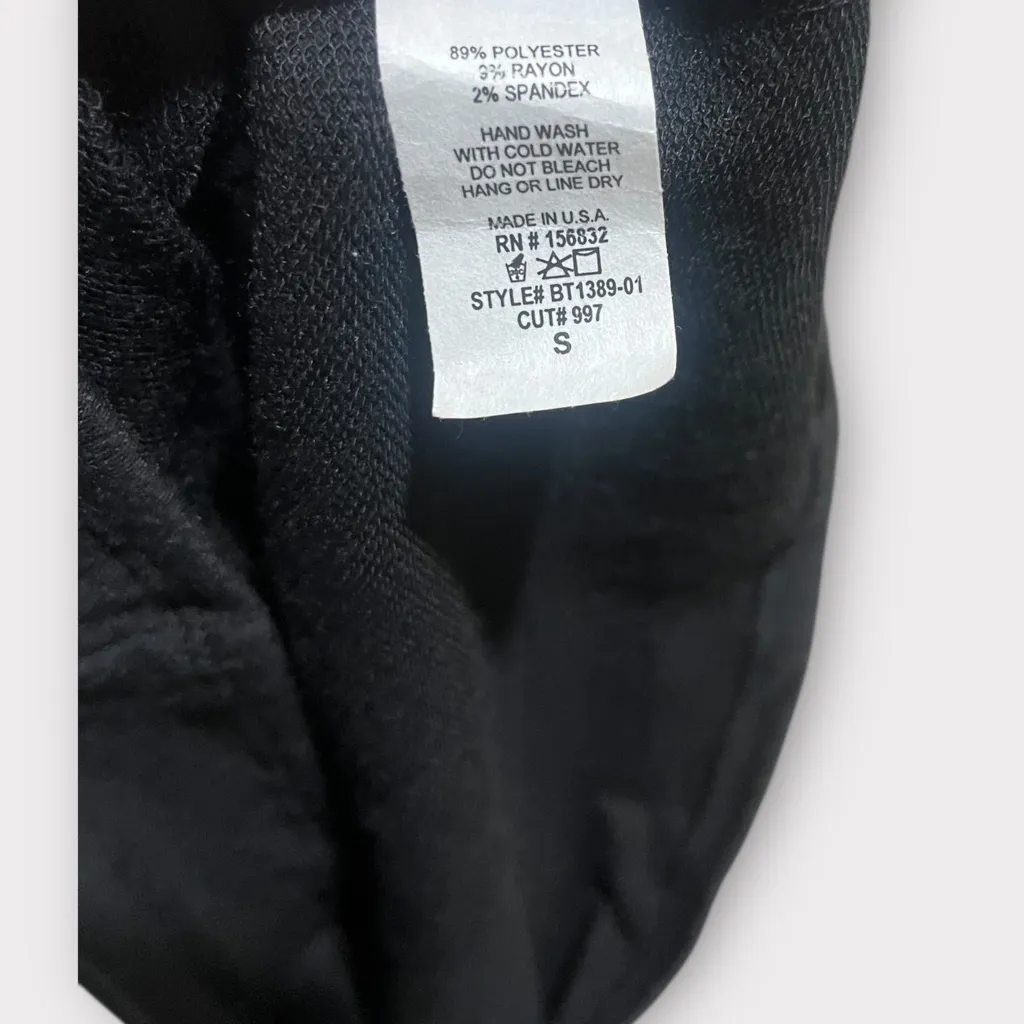 89% POLYESTER
9% RAYON
2% SPANDEX
HAND WASH
WITH COLD WATER
DO NOT BLEACH
HANG OR LINE DRY
MADE IN U.S.A.
RN # 156832
STYLE# BT1389-01
CUT# 997
S